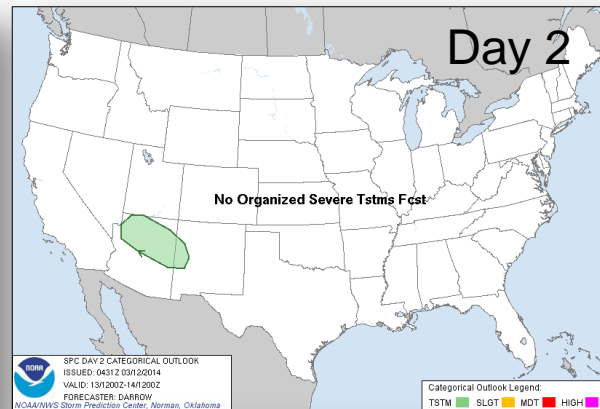 Day 2
No Organized Severe Tstms Fcst
NOAA
SPC DAY 2 CATEGORICAL OUTLOOK
ISSUED: 0431Z 03/12/2014
VALID: 13/1200Z-14/1200Z
FORECASTER: DARROW
NOAA/NWS Storm Prediction Center, Norman, Oklahoma
Categorical Outlook Legend:
TSTM SLGT MDT HIGH